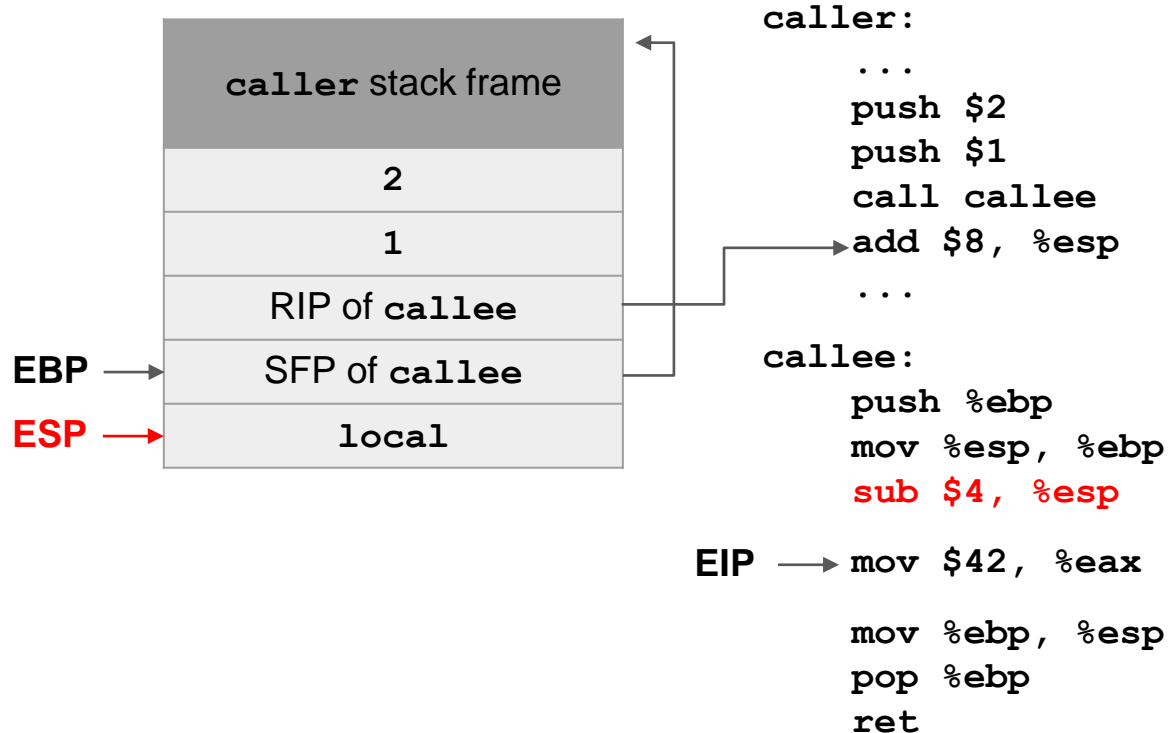 caller stack frame
2
1
RIP of callee
EBP
SFP of callee
ESP
local
caller:
...
push $2
push $1
call callee
add $8, %esp
...
callee:
push %ebp
mov %esp, %ebp
sub $4, %esp
EIP
mov $42, %eax
mov %ebp, %esp
pop %ebp
ret